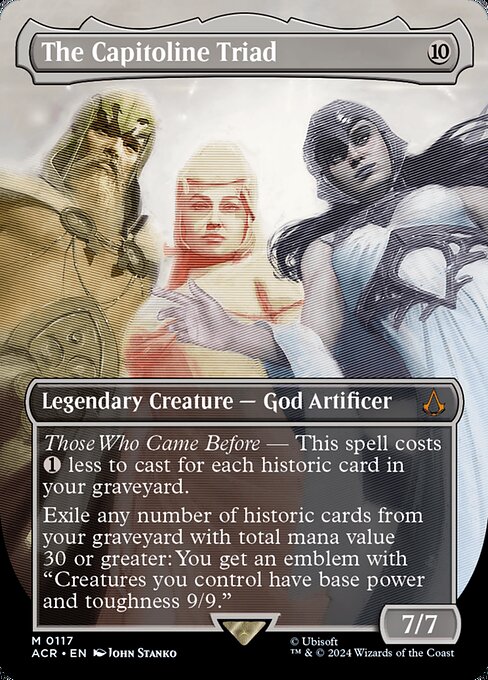 The Capitoline Triad 10
Legendary Creature — God Artificer
Those Who Came Before — This spell costs
1 less to cast for each historic card in
your graveyard.
Exile any number of historic cards from
your graveyard with total mana value
30 or greater: You get an emblem with
“Creatures you control have base power
and toughness 9/9.”
7/7
M 0117
ACR • EN JOHN STANKO
© Ubisoft
™ & © 2024 Wizards of the Coast